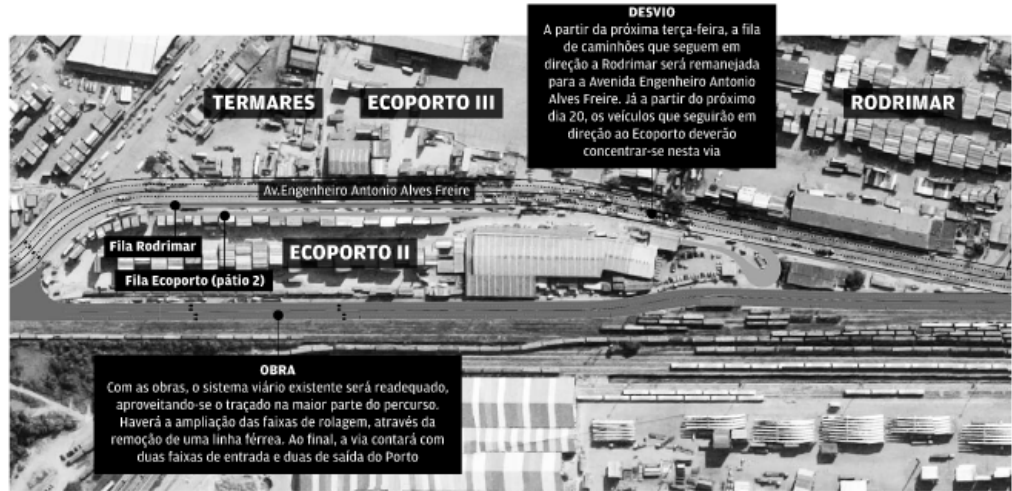 DESVIO
A partir da próxima terça-feira, a fila
de caminhões que seguem em
direção a Rodrimar será remanejada
para a Avenida Engenheiro Antonio
Alves Freire. Já a partir do próximo
dia 20, os veículos que seguirão em
direção ao Ecoporto deverão
concentrar-se nesta via
TERMARES
ECOPORTO III
RODRIMAR
Av.Engenheiro Antonio Alves Freire
Fila Rodrimar
ECOPORTO II
Fila Ecoporto (pátio 2)
OBRA
Com as obras, o sistema viário existente será readequado,
aproveitando-se o traçado na maior parte do percurso.
Haverá a ampliação das faixas de rolagem, através da
remoção de uma linha férrea. Ao final, a via contará com
duas faixas de entrada e duas de saída do Porto